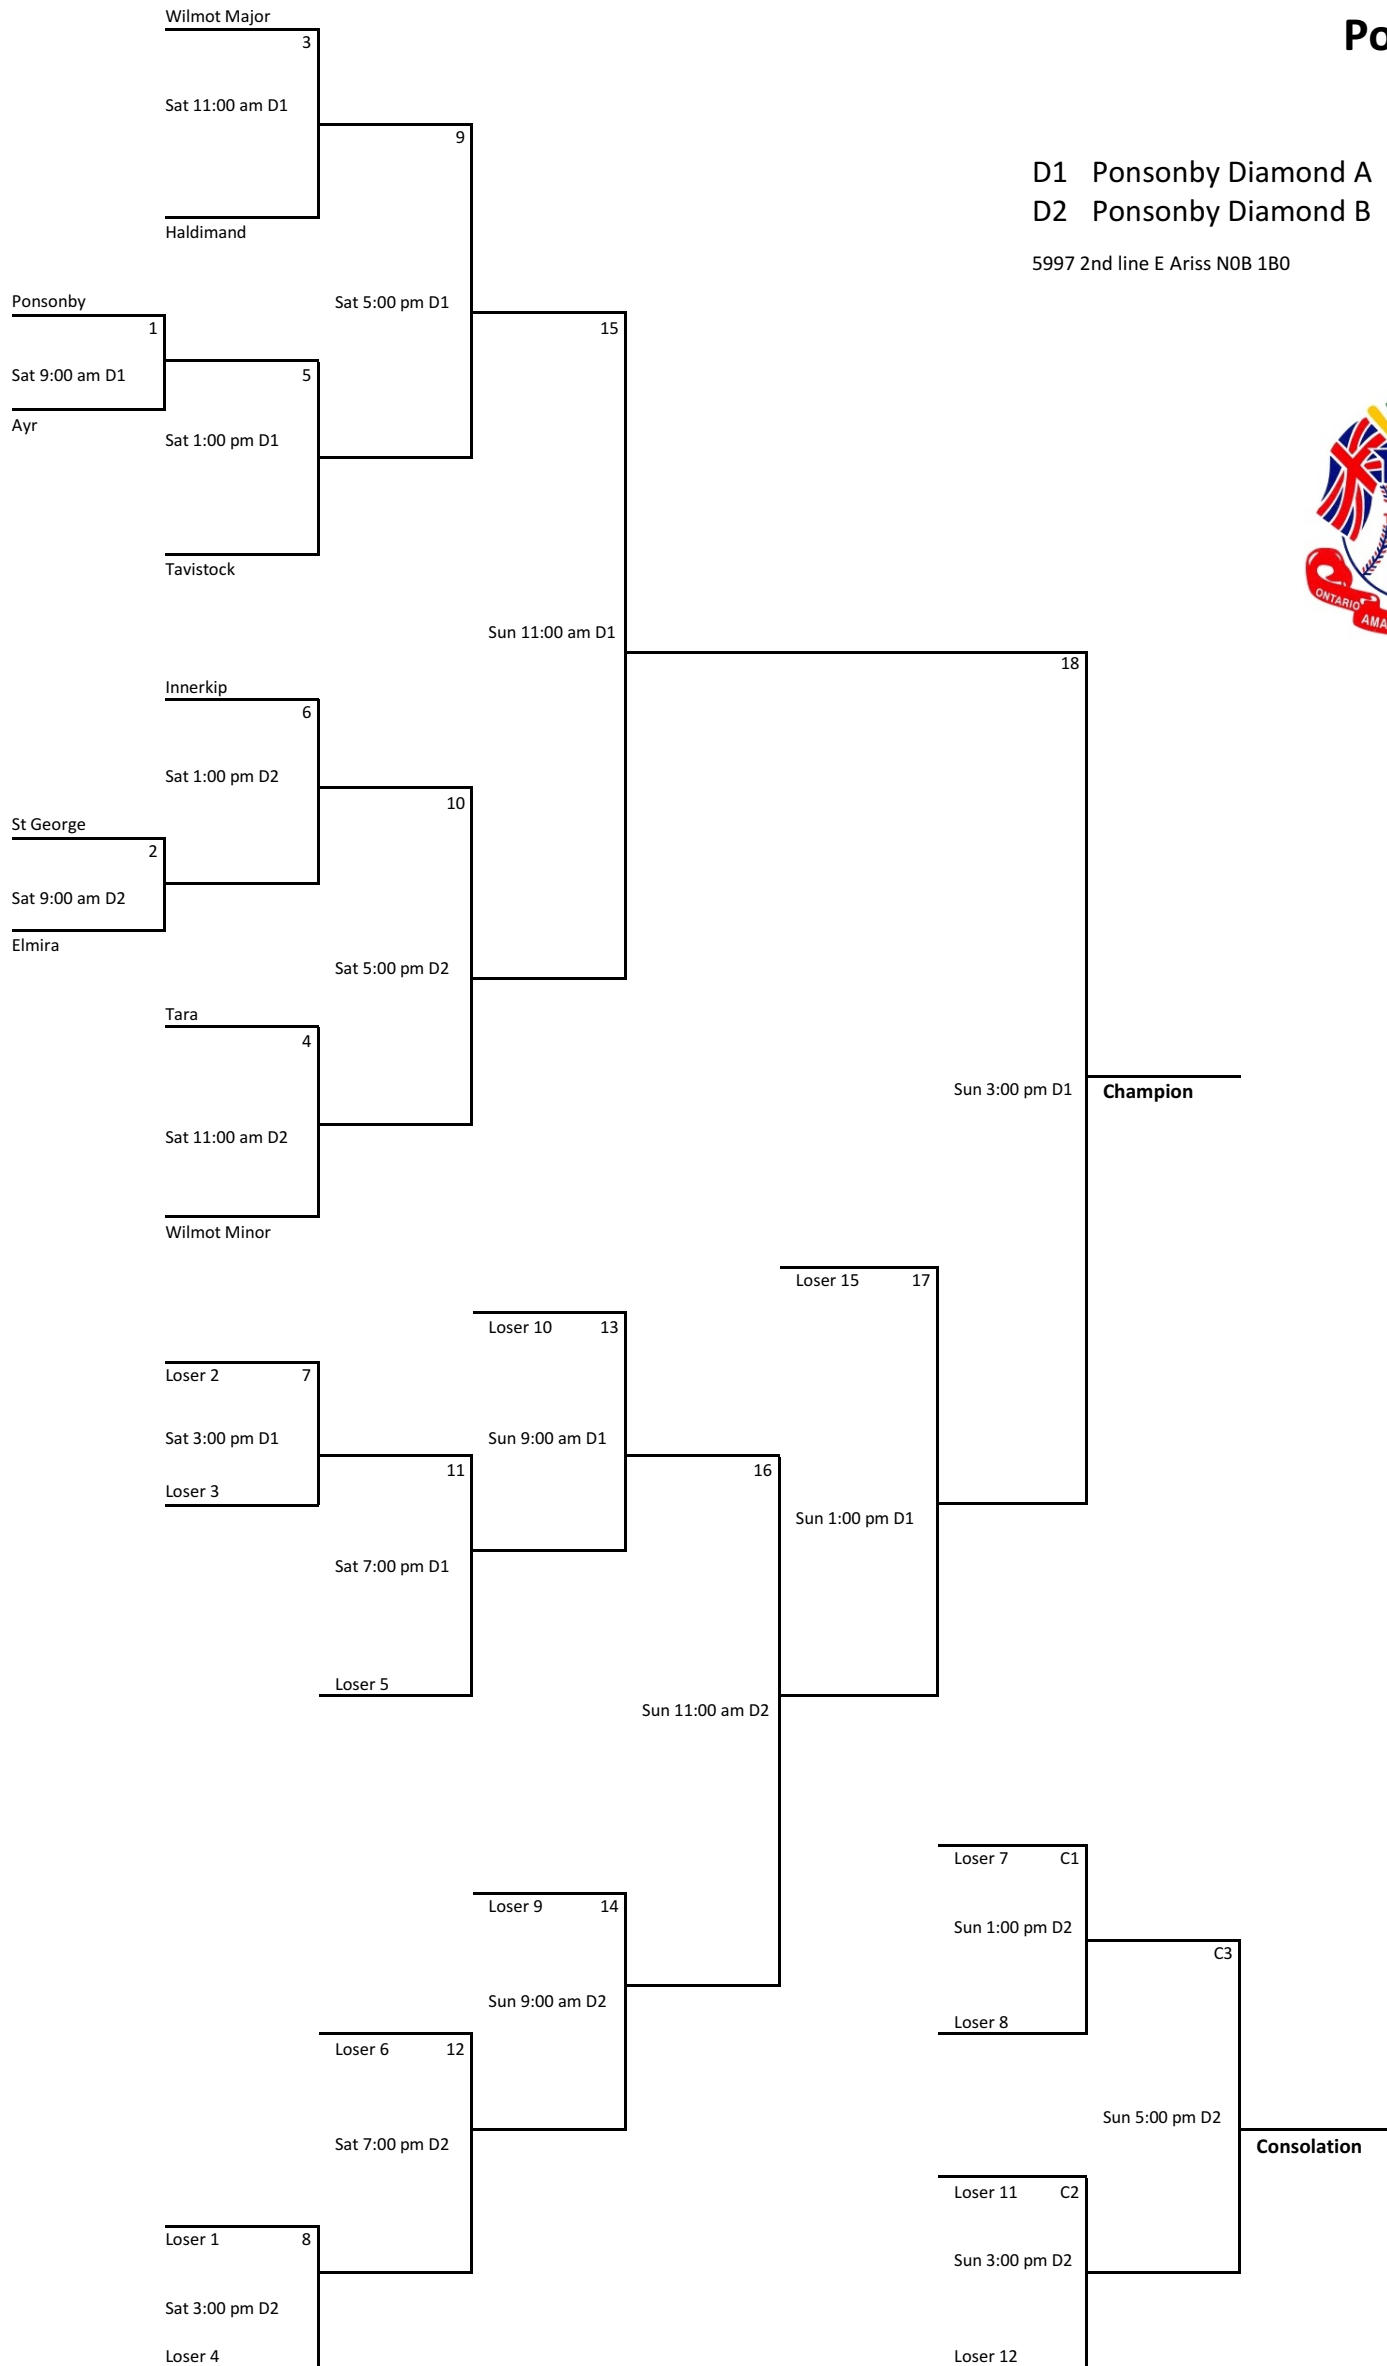 Wilmot Major
Po
3
Sat 11:00 am D1
9
D1 Ponsonby Diamond A
D2 Ponsonby Diamond B
Haldimand
5997 2nd line E Ariss N0B 1B0
Ponsonby
Sat 5:00 pm D1
1
15
Sat 9:00 am D1
5
Ayr
Sat 1:00 pm D1
Tavistock
ONTARIO
AMA
Sun 11:00 am D1
18
Innerkip
6
Sat 1:00 pm D2
10
St George
2
Sat 9:00 am D2
Elmira
Sat 5:00 pm D2
Tara
4
Sun 3:00 pm D1
Champion
Sat 11:00 am D2
Wilmot Minor
Loser 15 17
Loser 10 13
Loser 2 7
Sat 3:00 pm D1
Sun 9:00 am D1
11
16
Loser 3
Sun 1:00 pm D1
Sat 7:00 pm D1
Loser 5
Sun 11:00 am D2
Loser 7 C1
Loser 9 14
Sun 1:00 pm D2
C3
Sun 9:00 am D2
Loser 8
Loser 6 12
Sun 5:00 pm D2
Sat 7:00 pm D2
Consolation
Loser 11 C2
Loser 1 8
Sun 3:00 pm D2
Sat 3:00 pm D2
Loser 4
Loser 12